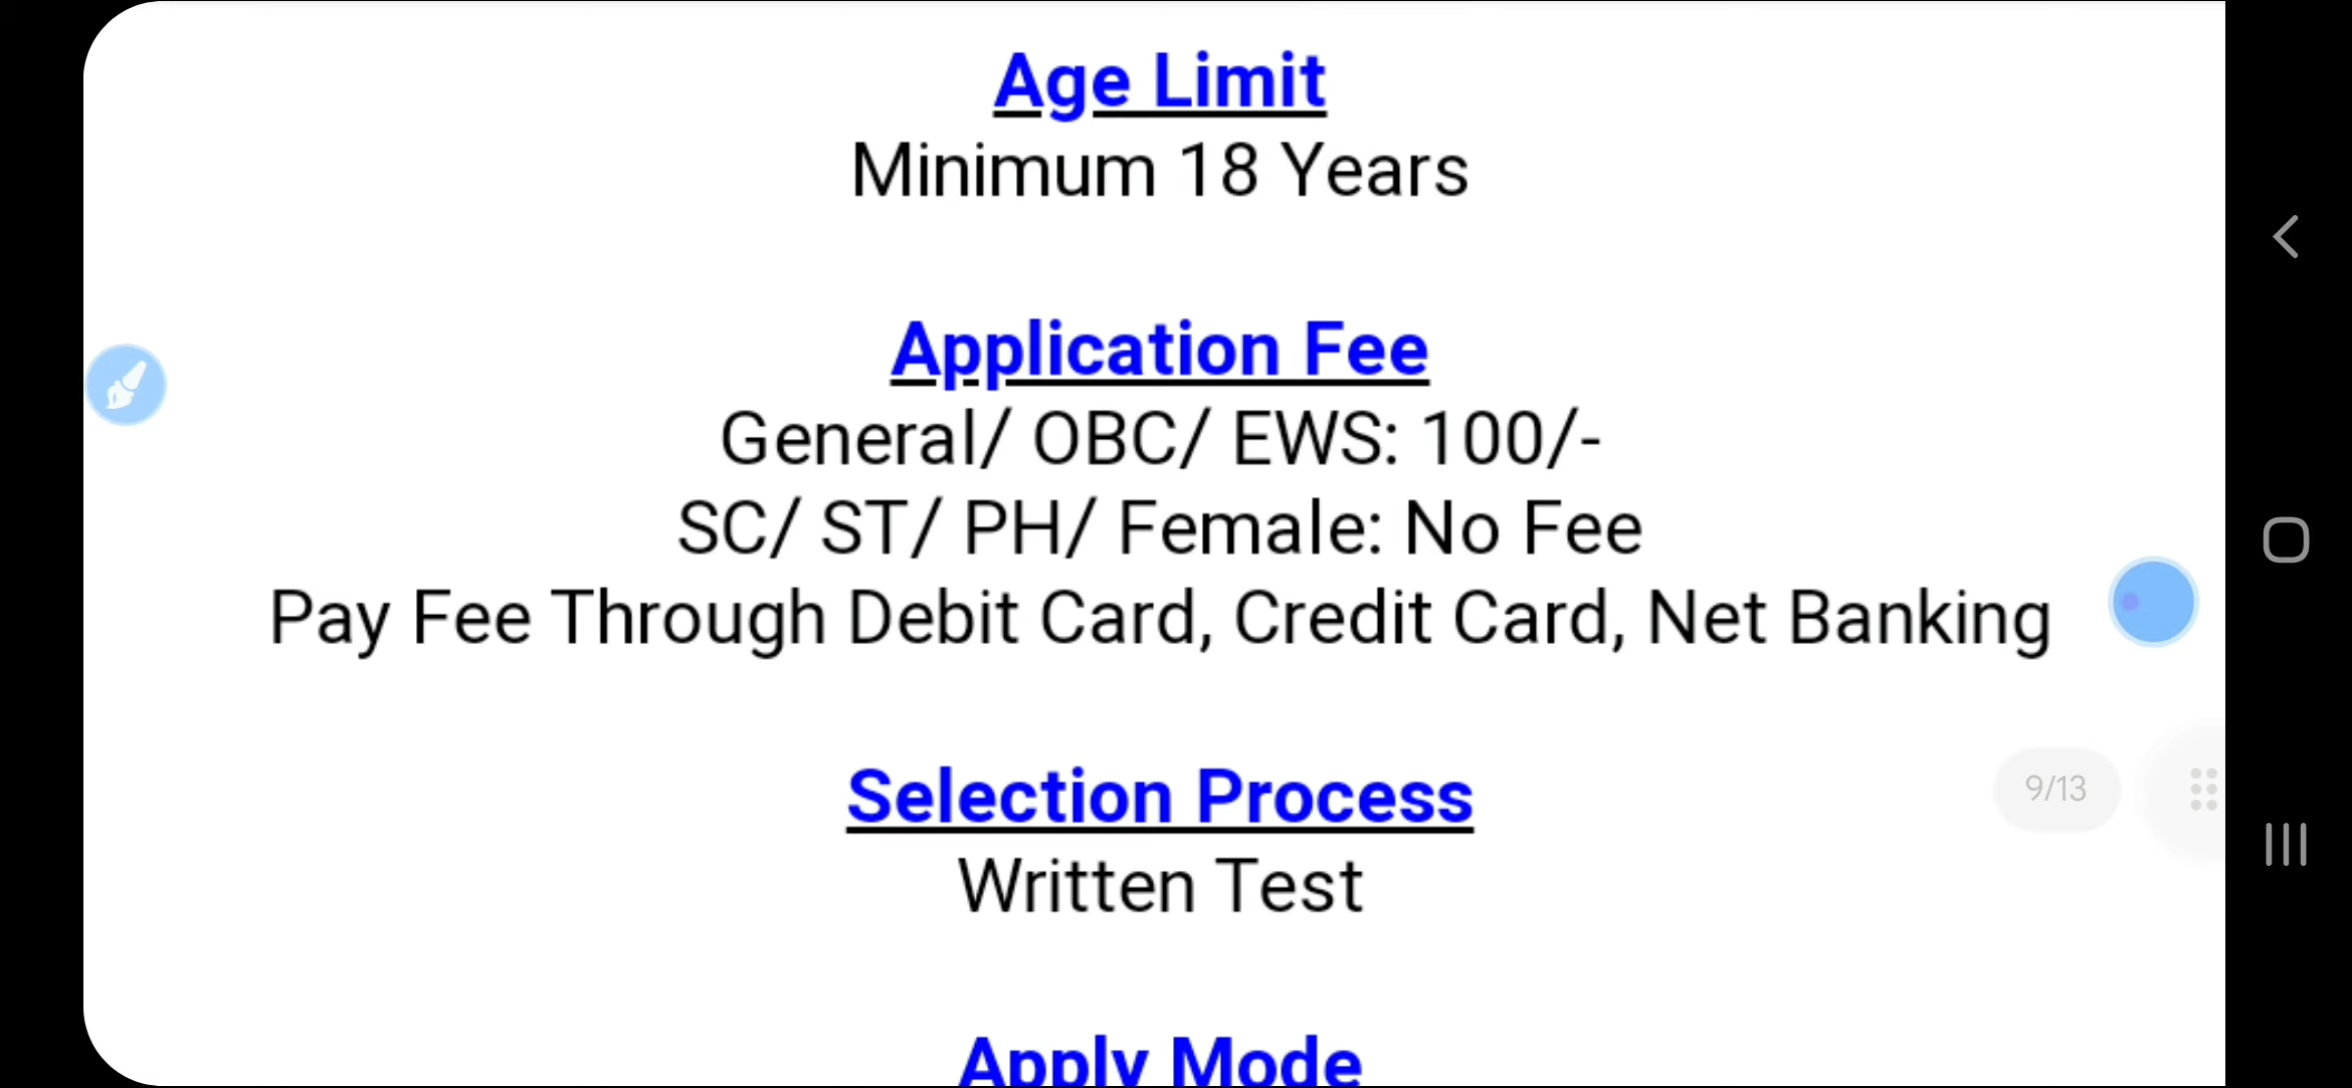 Age Limit
Minimum 18 Years
Application Fee
General/ OBC/ EWS: 100/-
SC/ ST/ PH/ Female: No Fee
Pay Fee Through Debit Card, Credit Card, Net Banking
9/13
Selection Process
Written Test
Apply Mode